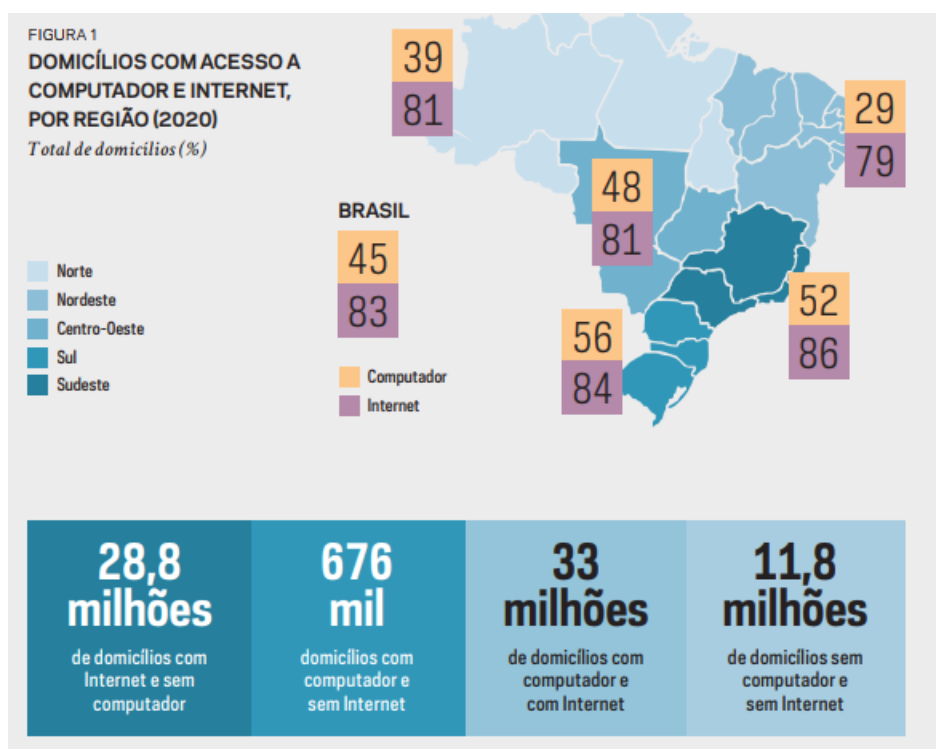 FIGURA 1
DOMICÍLIOS COM ACESSO A
COMPUTADOR E INTERNET,
POR REGIÃO (2020)
Total de domicílios (%)
39
81
29
79
48
81
BRASIL
45
83
52
86
56
84
Norte
Nordeste
Centro-Oeste
Sul
Sudeste
Computador
Internet
28,8
milhões
de domicílios com
Internet e sem
computador
676
mil
domicílios com
computador e
sem Internet
33
milhões
de domicílios com
computador e
com Internet
11,8
milhões
de domicílios sem
computador e
sem Internet